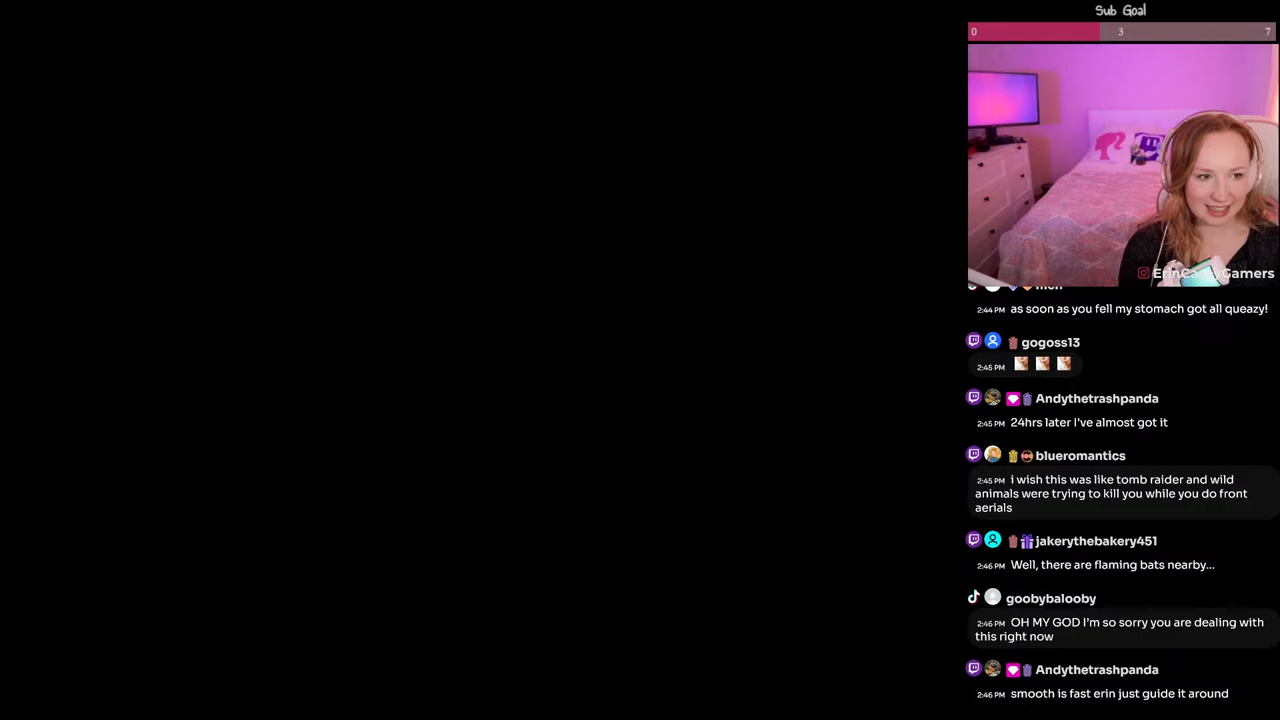 Sub Goal
0 3 7
ErinCaseyGamers
2:44 PM as soon as you fell my stomach got all queazy!
gogoss13
2:45 PM
Andythetrashpanda
2:45 PM 24hrs later I've almost got it
blueromantics
2:45 PM i wish this was like tomb raider and wild
animals were trying to kill you while you do front
aerials
jakerythebakery451
2:46 PM Well, there are flaming bats nearby...
goobybalooby
2:46 PM OH MY GOD I'm so sorry you are dealing with
this right now
Andythetrashpanda
2:46 PM smooth is fast erin just guide it around